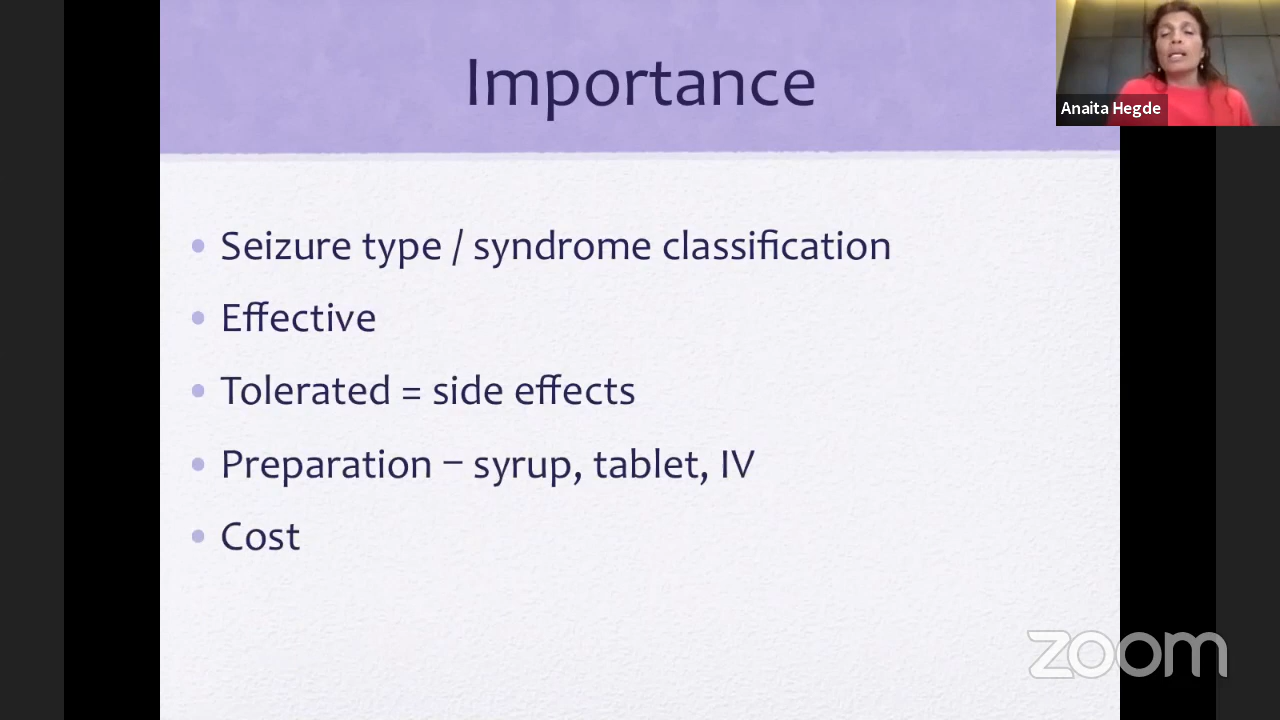 Importance
Anaita Hegde
• Seizure type / syndrome classification
• Effective
• Tolerated = side effects
• Preparation – syrup, tablet, IV
• Cost
zoom